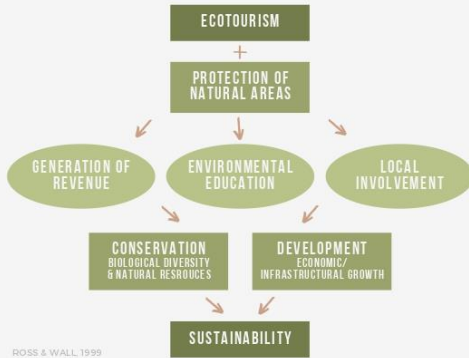 ECOTOURISM
+
PROTECTION OF
NATURAL AREAS
GENERATION OF
REVENUE
ENVIRONMENTAL
EDUCATION
LOCAL
INVOLVEMENT
CONSERVATION
BIOLOGICAL DIVERSITY
& NATURAL RESROUCES
DEVELOPMENT
ECONOMIC/
INFRASTRUCTURAL GROWTH
SUSTAINABILITY
ROSS & WALL, 1999